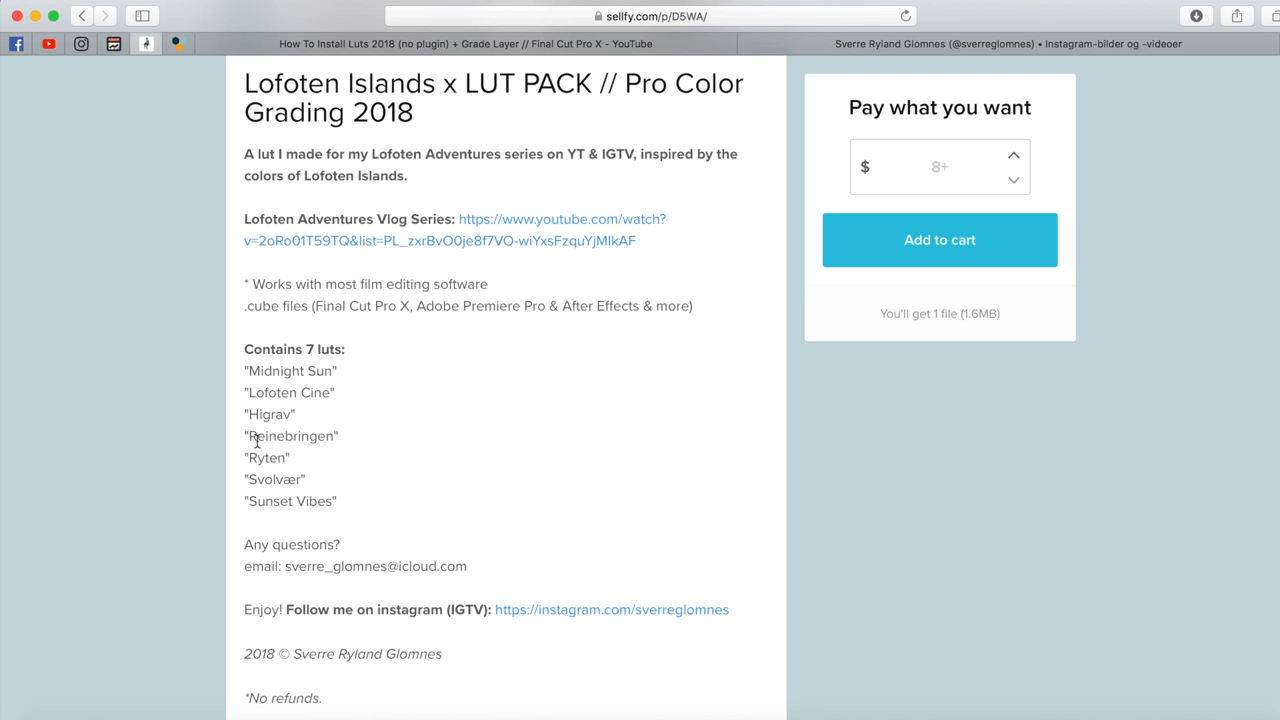 sellfy.com/p/D5WA/
How To Install Luts 2018 (no plugin) + Grade Layer // Final Cut Pro X - YouTube
Sverre Ryland Glomnes (@sverreglomnes) • Instagram-bilder og -videoer
Lofoten Islands x LUT PACK // Pro Color
Grading 2018
A lut I made for my Lofoten Adventures series on YT & IGTV, inspired by the
colors of Lofoten Islands.
Lofoten Adventures Vlog Series: https://www.youtube.com/watch?
v=2oRo01T59TQ&list=PL_zxrBvO0je8f7VO-wiYxsFzquYjMIkAF
* Works with most film editing software
.cube files (Final Cut Pro X, Adobe Premiere Pro & After Effects & more)
Contains 7 luts:
"Midnight Sun"
"Lofoten Cine"
"Higrav"
"Reinebringen"
"Ryten"
"Svolvær"
"Sunset Vibes"
Any questions?
email: sverre_glomnes@icloud.com
Enjoy! Follow me on instagram (IGTV): https://instagram.com/sverreglomnes
2018 © Sverre Ryland Glomnes
*No refunds.
Pay what you want
$ 8+
Add to cart
You'll get 1 file (1.6MB)